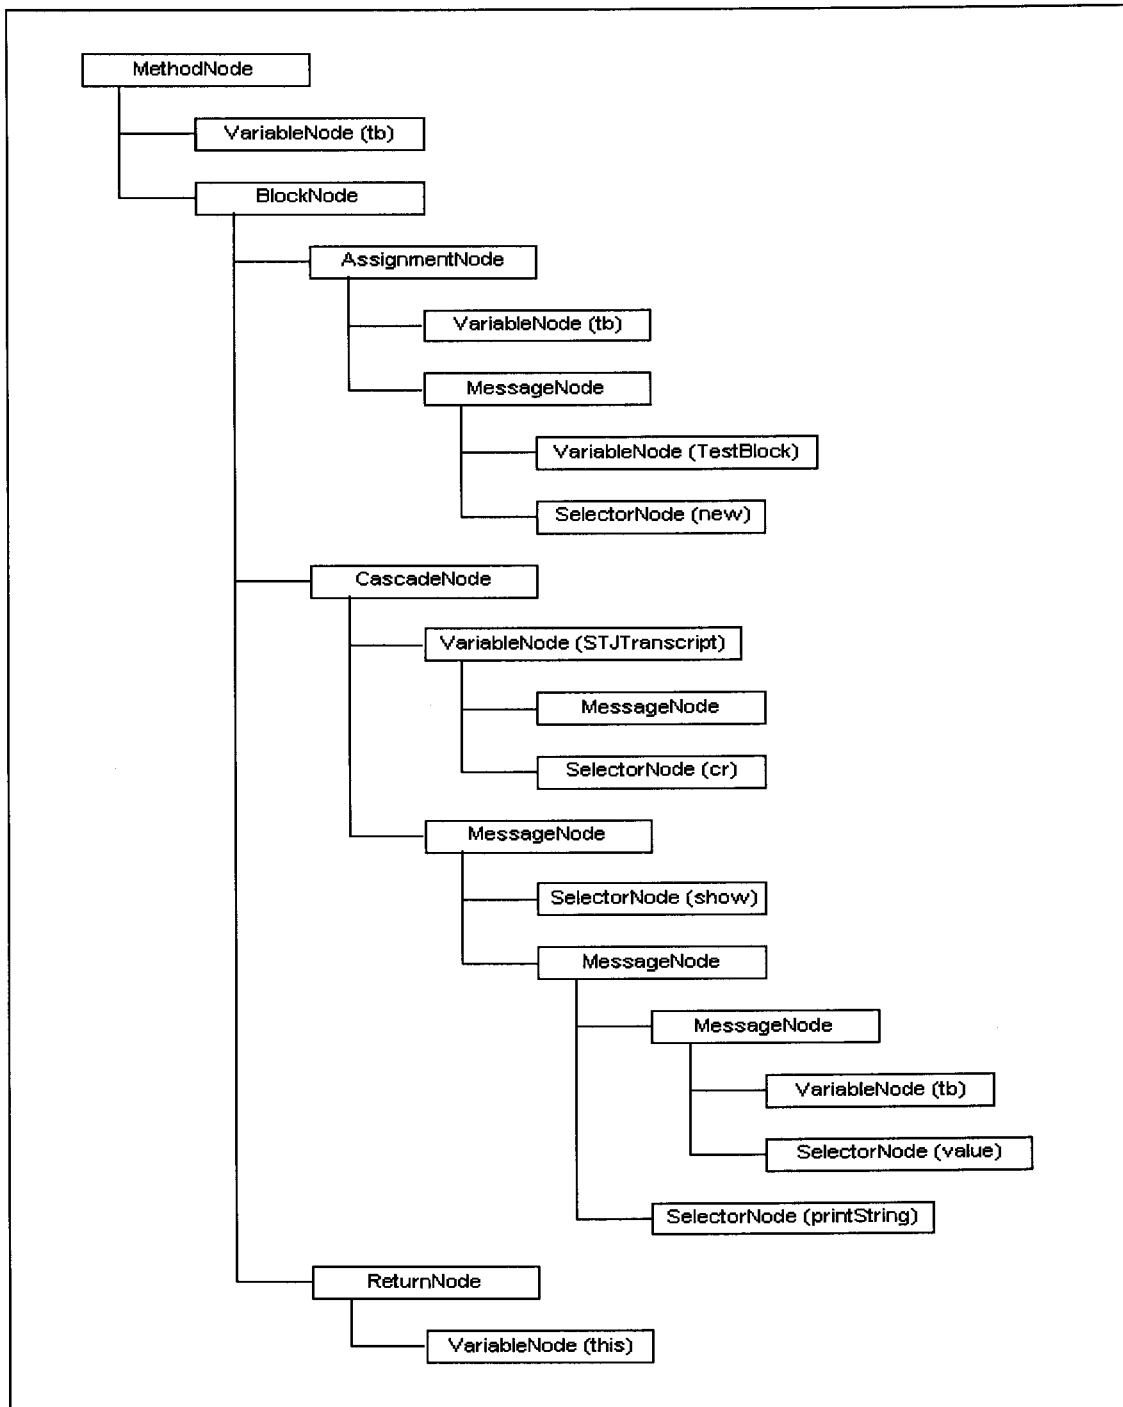 MethodNode
VariableNode (tb)
BlockNode
AssignmentNode
VariableNode (tb)
MessageNode
VariableNode (TestBlock)
SelectorNode (new)
CascadeNode
VariableNode (STJTranscript)
MessageNode
SelectorNode (cr)
MessageNode
SelectorNode (show)
MessageNode
MessageNode
VariableNode (tb)
SelectorNode (value)
SelectorNode (printString)
ReturnNode
VariableNode (this)